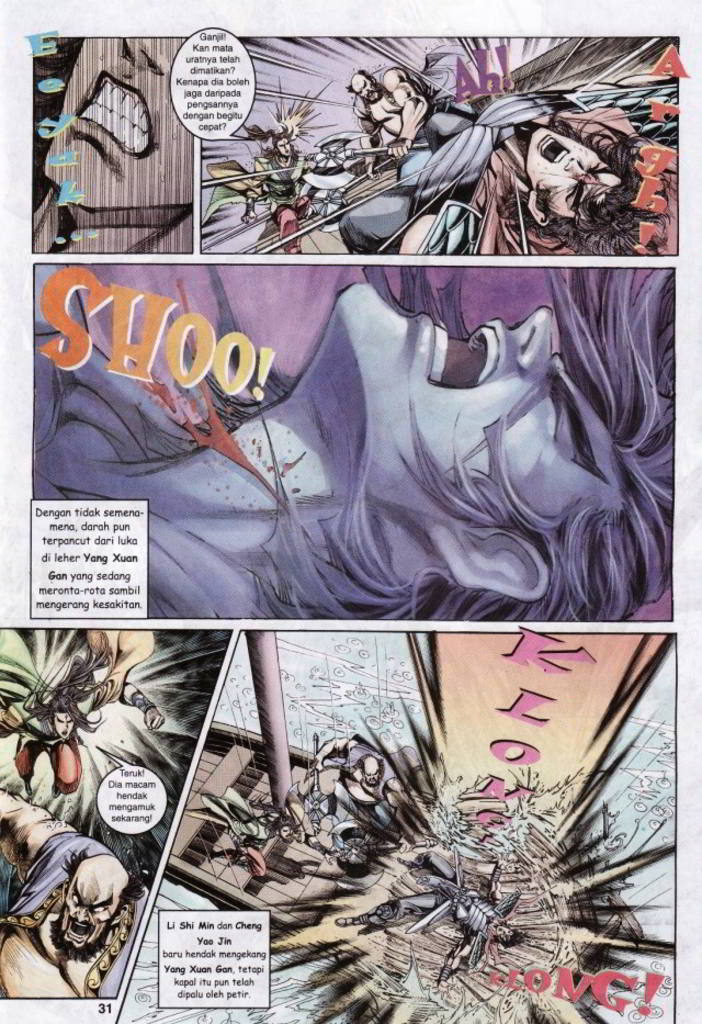 Eeyuk...
Ganjil!
Kan mata
uratnya telah
dimatikan?
Kenapa dia boleh
jaga daripada
pengsannya
dengan begitu
cepat?
Ah!
Argh!
SHOO!
Dengan tidak semena-
mena, darah pun
terpancut dari luka
di leher Yang Xuan
Gan yang sedang
meronta-rota sambil
mengerang kesakitan.
Teruk!
Dia macam
hendak
mengamuk
sekarang!
KLONG
KLONG!
Li Shi Min dan Cheng
Yao Jin
baru hendak mengekang
Yang Xuan Gan, tetapi
kapal itu pun telah
dipalu oleh petir.
31